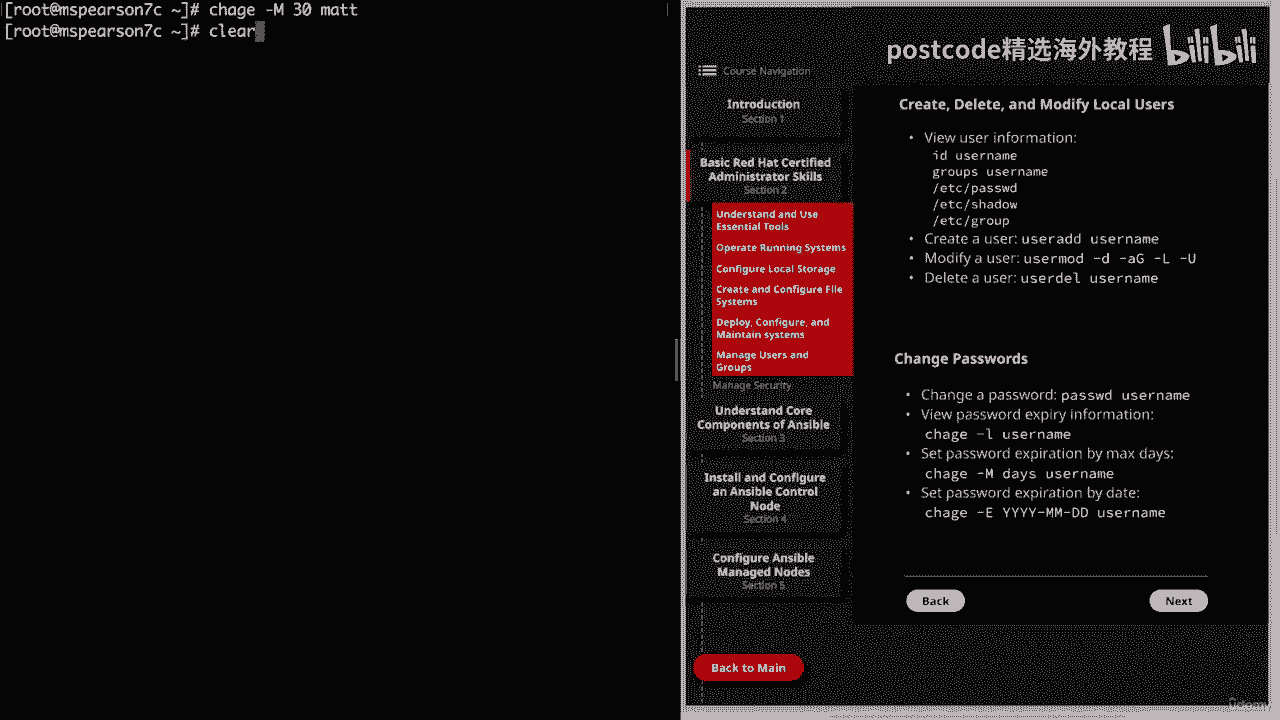 [root@mspearson7c ~]# chage -M 30 matt
[root@mspearson7c ~]# clear
postcode精选海外教程 bilibili
Course Navigation
Introduction
Section 1
Basic Red Hat Certified
Administrator Skills
Section 2
Understand and Use
Essential Tools
Operate Running Systems
Configure Local Storage
Create and Configure File
Systems
Deploy, Configure, and
Maintain systems
Manage Users and
Groups
Manage Security
Understand Core
Components of Ansible
Section 3
Install and Configure
an Ansible Control
Node
Section 4
Configure Ansible
Managed Nodes
Section 5
Back to Main
Create, Delete, and Modify Local Users
• View user information:
id username
groups username
/etc/passwd
/etc/shadow
/etc/group
• Create a user: useradd username
• Modify a user: usermod -d -aG -L -U
• Delete a user: userdel username
Change Passwords
• Change a password: passwd username
• View password expiry information:
chage -l username
• Set password expiration by max days:
chage -M days username
• Set password expiration by date:
chage -E YYYY-MM-DD username
Back
Next
Udemy